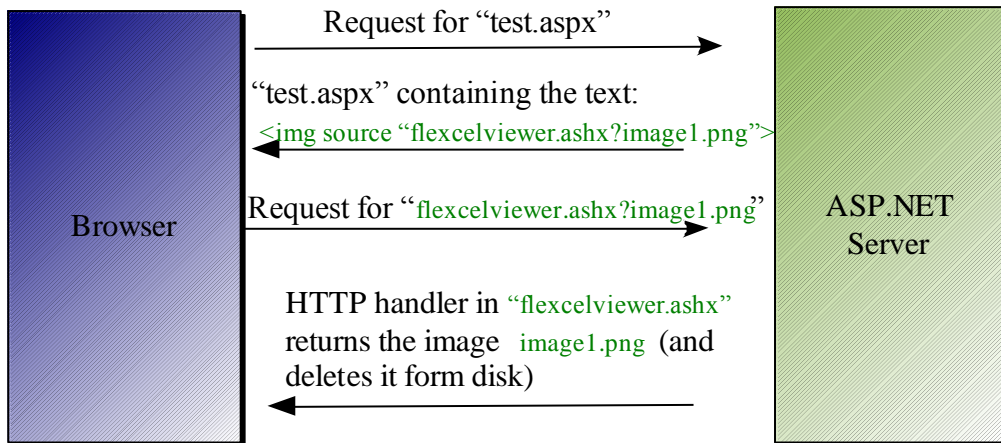 Request for “test.aspx”
“test.aspx” containing the text:
<img source “flexcelviewer.ashx?image1.png”>
Browser
Request for “flexcelviewer.ashx?image1.png”
ASP.NET
Server
HTTP handler in “flexcelviewer.ashx”
returns the image image1.png (and
deletes it form disk)